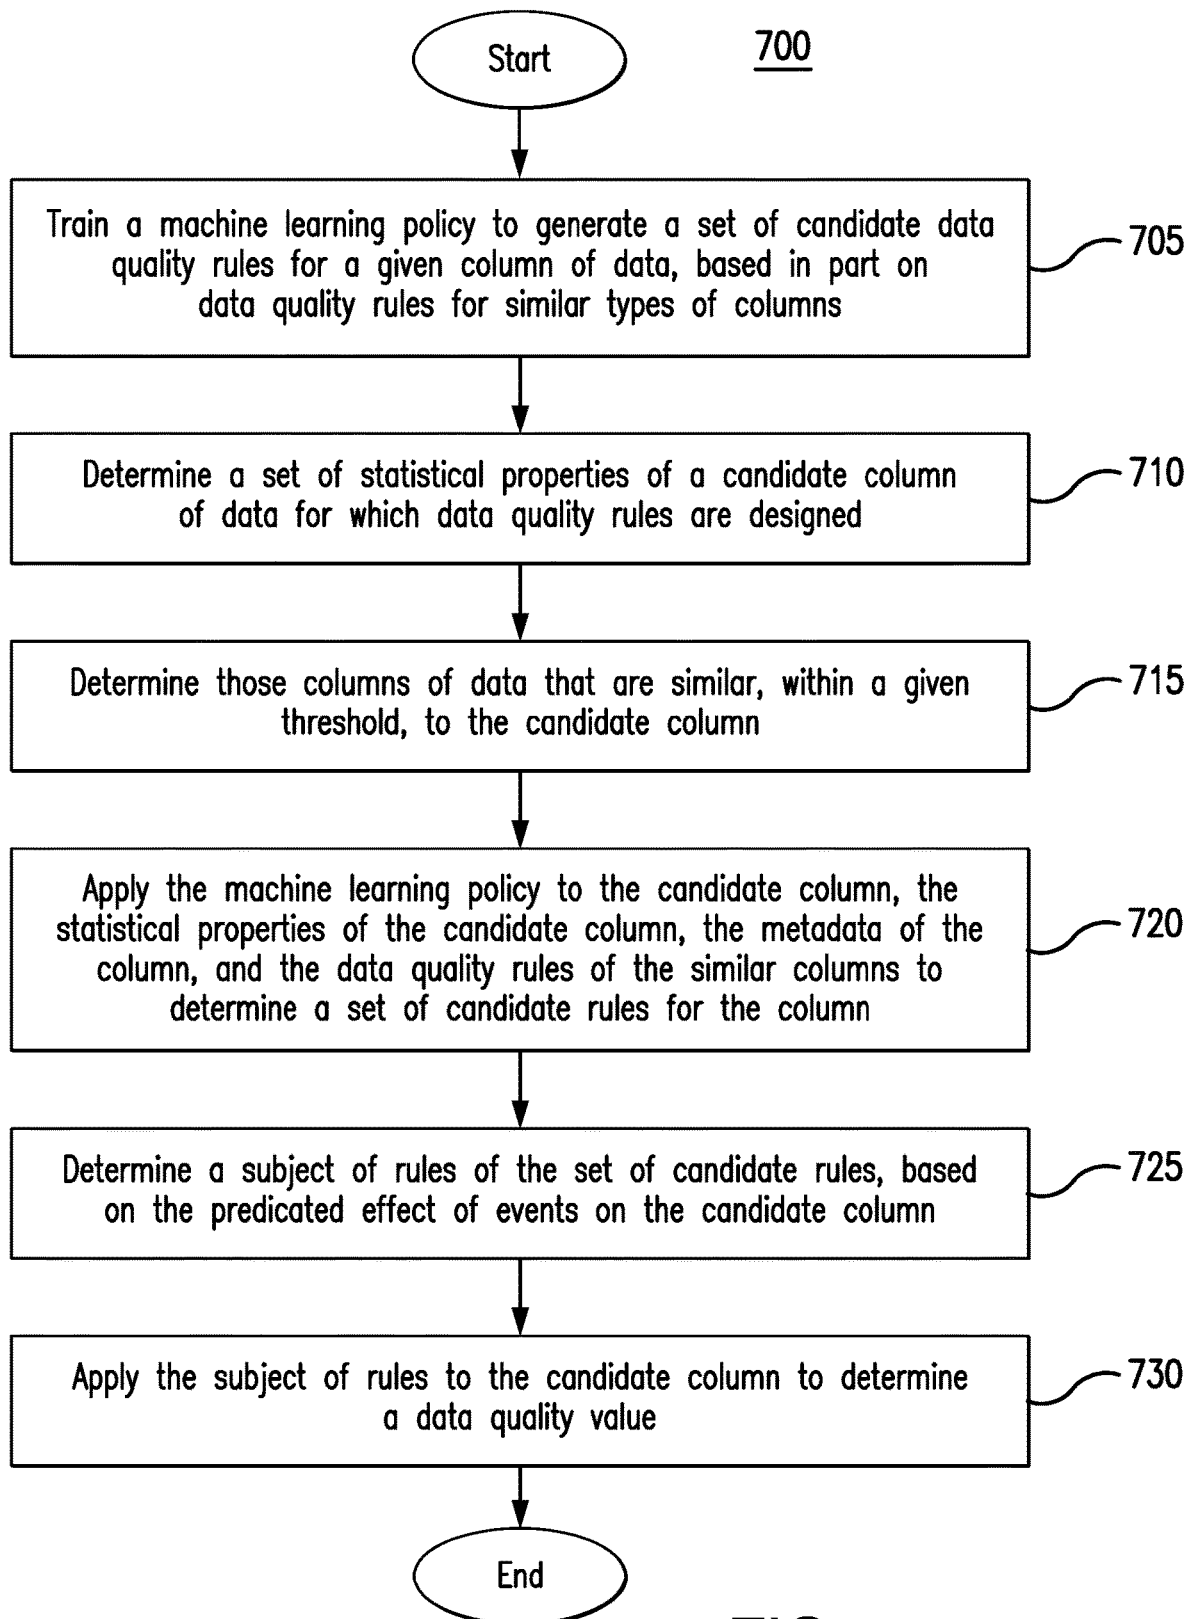 Start
700
Train a machine learning policy to generate a set of candidate data
quality rules for a given column of data, based in part on
data quality rules for similar types of columns
705
Determine a set of statistical properties of a candidate column
of data for which data quality rules are designed
710
Determine those columns of data that are similar, within a given
threshold, to the candidate column
715
Apply the machine learning policy to the candidate column, the
statistical properties of the candidate column, the metadata of the
column, and the data quality rules of the similar columns to
determine a set of candidate rules for the column
720
Determine a subject of rules of the set of candidate rules, based
on the predicated effect of events on the candidate column
725
Apply the subject of rules to the candidate column to determine
a data quality value
730
End